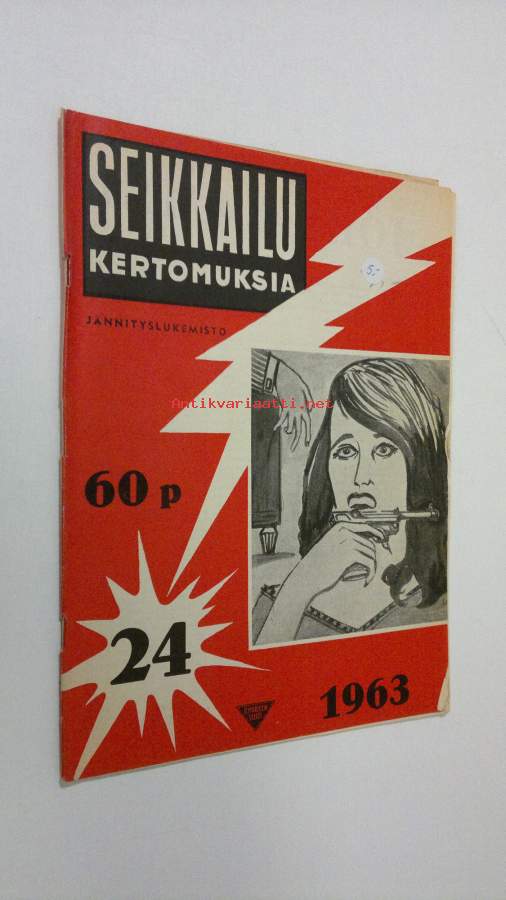 SEIKKAILU
KERTOMUKSIA
JÄNNITYSLUKEMISTO
5,-
Antikvariaatti.net
60 p
24
1963